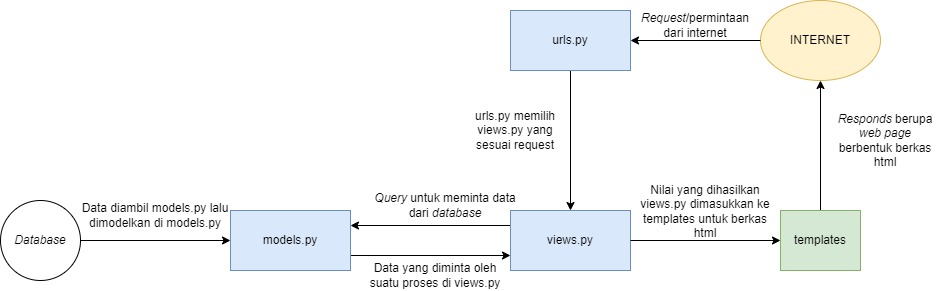 Request/permintaan
dari internet
urls.py
INTERNET
urls.py memilih
views.py yang
sesuai request
Responds berupa
web page
berbentuk berkas
html
Data diambil models.py lalu
dimodelkan di models.py
Query untuk meminta data
dari database
Nilai yang dihasilkan
views.py dimasukkan ke
templates untuk berkas
html
Database
models.py
views.py
templates
Data yang diminta oleh
suatu proses di views.py